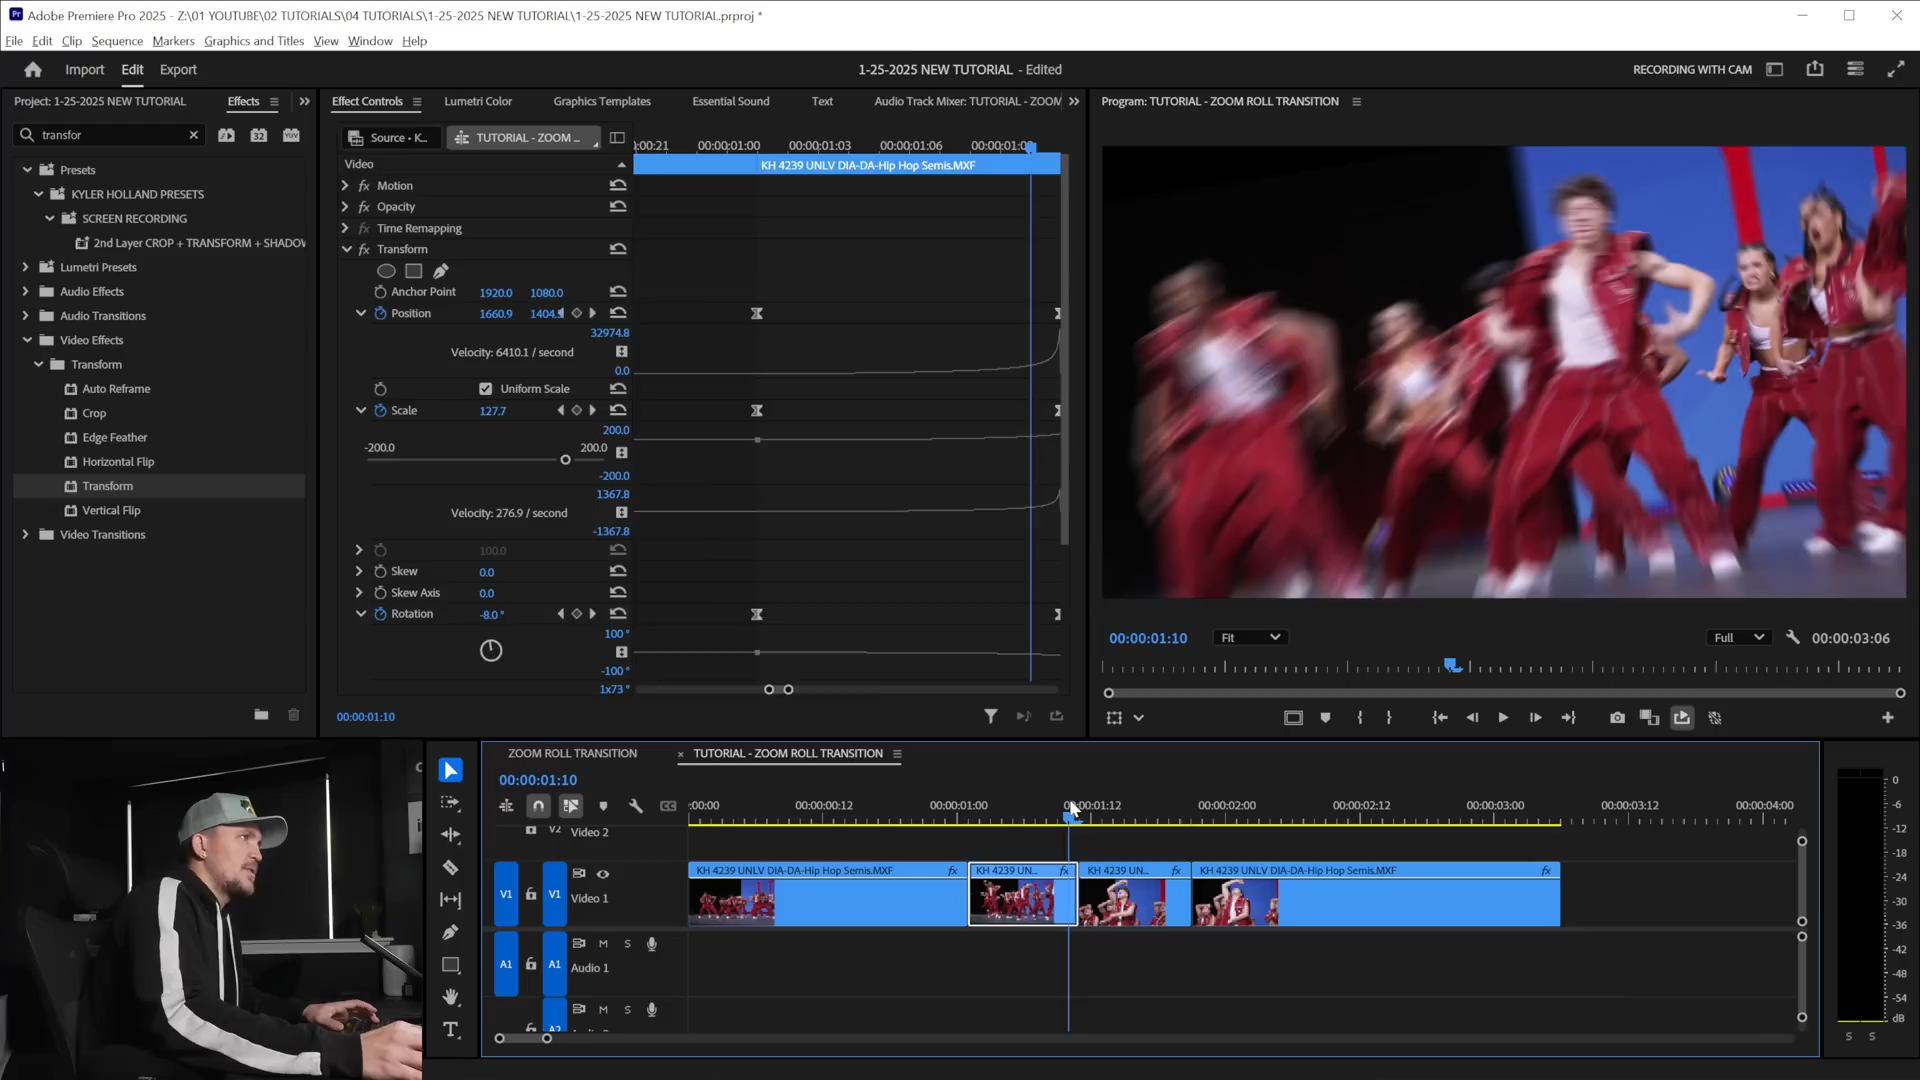 Adobe Premiere Pro 2025 - Z:\01 YOUTUBE\02 TUTORIALS\04 TUTORIALS\1-25-2025 NEW TUTORIAL\1-25-2025 NEW TUTORIAL.prproj *
File Edit Clip Sequence Markers Graphics and Titles View Window Help
Import Edit Export
1-25-2025 NEW TUTORIAL - Edited
RECORDING WITH CAM
Project: 1-25-2025 NEW TUTORIAL
Effects
transfor
32
YUV
Presets
KYLER HOLLAND PRESETS
SCREEN RECORDING
2nd Layer CROP + TRANSFORM + SHADOW
Lumetri Presets
Audio Effects
Audio Transitions
Video Effects
Transform
Auto Reframe
Crop
Edge Feather
Horizontal Flip
Transform
Vertical Flip
Video Transitions
Effect Controls
Lumetri Color
Graphics Templates
Essential Sound
Text
Audio Track Mixer: TUTORIAL - ZOOM
Source • K...
TUTORIAL - ZOOM ...
00:00:01:00
00:00:01:03
00:00:01:06
Video
KH 4239 UNLV DIA-DA-Hip Hop Semis.MXF
fx Motion
fx Opacity
fx Time Remapping
fx Transform
Anchor Point 1920.0 1080.0
Position 1660.9
32974.8
Velocity: 6410.1 / second
0.0
Uniform Scale
Scale 127.7
200.0
-200.0 200.0
-200.0
1367.8
Velocity: 276.9 / second
-1367.8
100.0
Skew 0.0
Skew Axis 0.0
Rotation -8.0 °
100 °
-100 °
1x73 °
00:00:01:10
Program: TUTORIAL - ZOOM ROLL TRANSITION
00:00:01:10
Fit
Full
00:00:03:06
ZOOM ROLL TRANSITION
× TUTORIAL - ZOOM ROLL TRANSITION
00:00:01:10
:00:00
00:00:00:12
00:00:01:00
00:00:01:12
00:00:02:00
00:00:02:12
00:00:03:00
00:00:03:12
00:00:04:00
V2 Video 2
V1 V1 Video 1
KH 4239 UNLV DIA-DA-Hip Hop Semis.MXF fx
KH 4239 UN... fx
KH 4239 UN... fx
KH 4239 UNLV DIA-DA-Hip Hop Semis.MXF fx
A1 A1 M S
Audio 1
M S
A2
0
-6
-12
-18
-24
-30
-36
-42
-48
-54
dB
S S